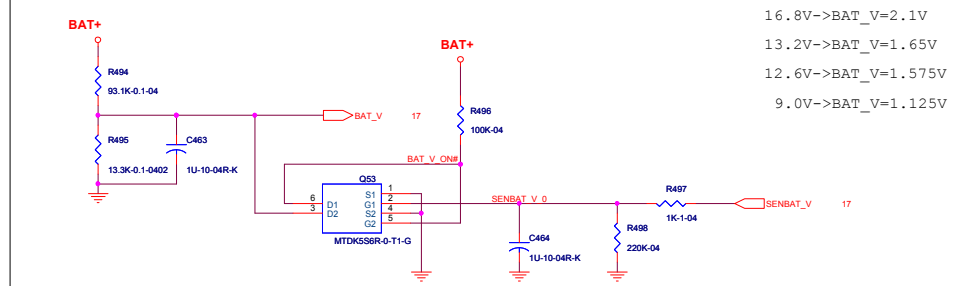 16.8V->BAT_V=2.1V
BAT+
13.2V->BAT_V=1.65V
BAT+
12.6V->BAT_V=1.575V
R494
93.1K-0.1-04
9.0V->BAT_V=1.125V
R496
100K-04
BAT_V 17
C463
1U-10-04R-K
R495
13.3K-0.1-0402
BAT_V_ON#
Q53
6 D1 S1 1
3 D2 G1 2
S2 4
G2 5
MTDK5S6R-0-T1-G
SENBAT_V_0
R497
1K-1-04
SENBAT_V 17
C464
1U-10-04R-K
R498
220K-04